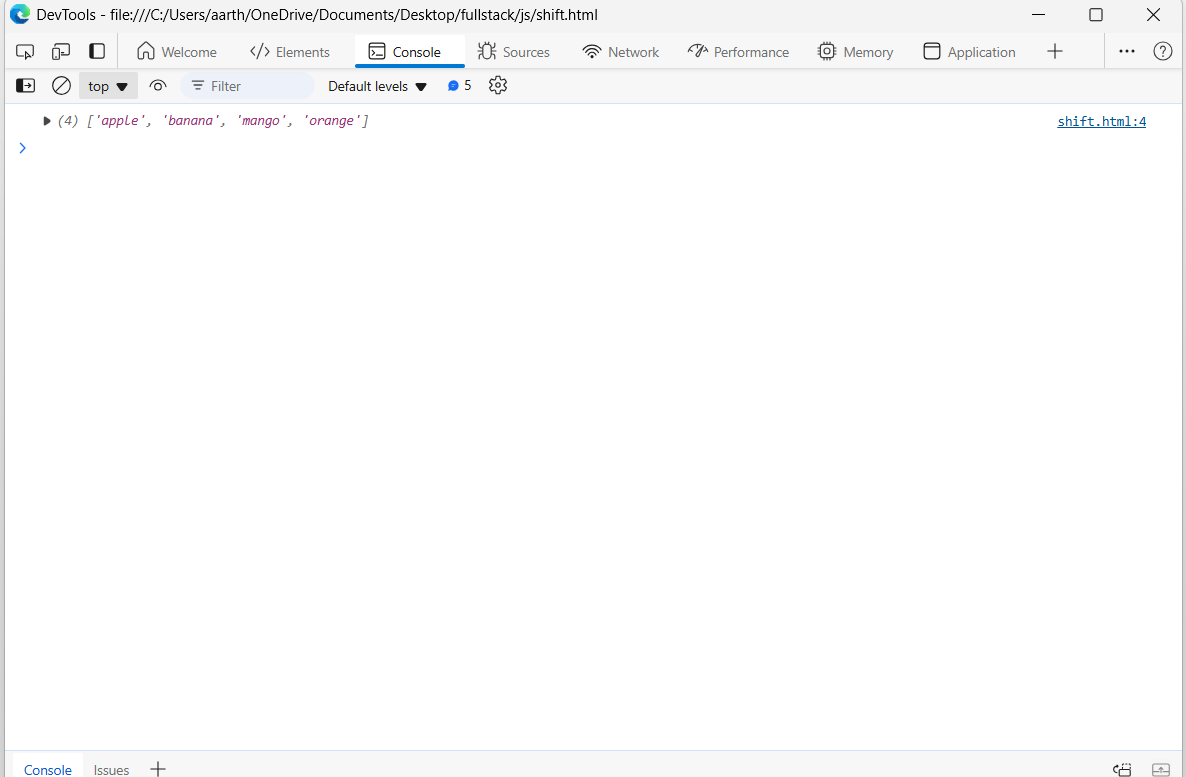 DevTools - file:///C:/Users/aarth/OneDrive/Documents/Desktop/fullstack/js/shift.html
Welcome </> Elements Console Sources Network Performance Memory Application
top Filter Default levels 5
(4) ['apple', 'banana', 'mango', 'orange'] shift.html:4
Console Issues